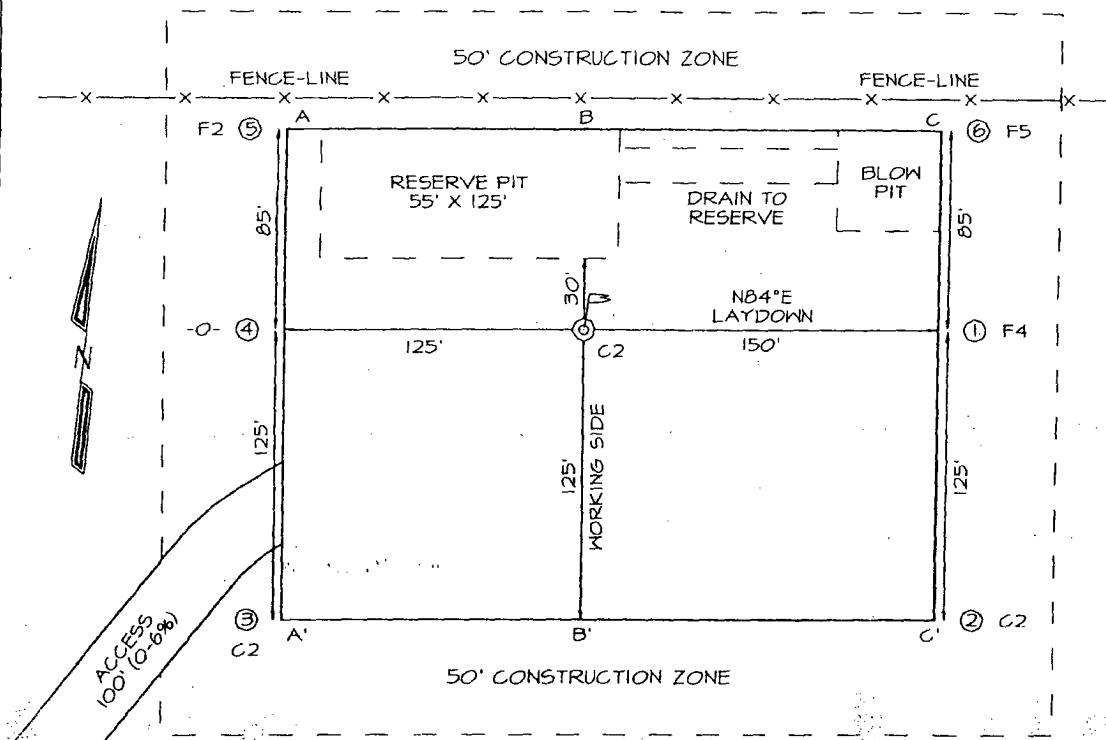 50' CONSTRUCTION ZONE
FENCE-LINE
FENCE-LINE
A
B
C
F2 ⑤
⑥ F5
RESERVE PIT
55' X 125'
BLOW
PIT
DRAIN TO
RESERVE
85'
85'
30'
N84°E
LAYDOWN
-0- ④
① F4
125'
C2
150'
N
125'
125'
WORKING SIDE
125'
ACCESS
100' (0-6%)
③
C2
A'
B'
C'
② C2
50' CONSTRUCTION ZONE